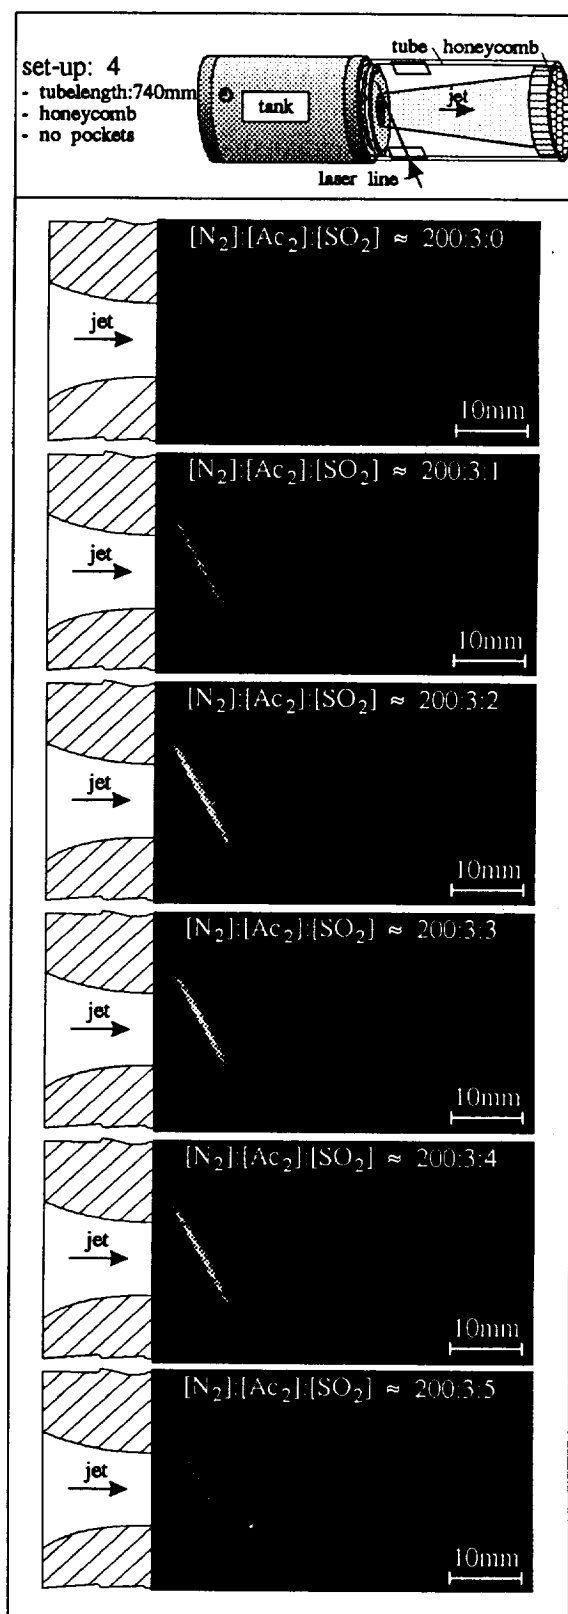 set-up: 4
- tubelength:740mm
- honeycomb
- no pockets
tube honeycomb
tank
jet
laser line
[N₂]:[Ac₂]:[SO₂] ≈ 200:3:0
jet
10mm
[N₂]:[Ac₂]:[SO₂] ≈ 200:3:1
jet
10mm
[N₂]:[Ac₂]:[SO₂] ≈ 200:3:2
jet
10mm
[N₂]:[Ac₂]:[SO₂] ≈ 200:3:3
jet
10mm
[N₂]:[Ac₂]:[SO₂] ≈ 200:3:4
jet
10mm
[N₂]:[Ac₂]:[SO₂] ≈ 200:3:5
jet
10mm